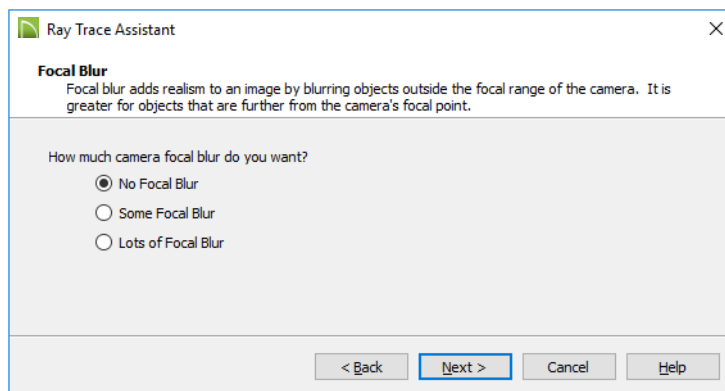 Ray Trace Assistant
Focal Blur
Focal blur adds realism to an image by blurring objects outside the focal range of the camera.  It is
greater for objects that are further from the camera's focal point.
How much camera focal blur do you want?
No Focal Blur
Some Focal Blur
Lots of Focal Blur
< Back Next > Cancel Help